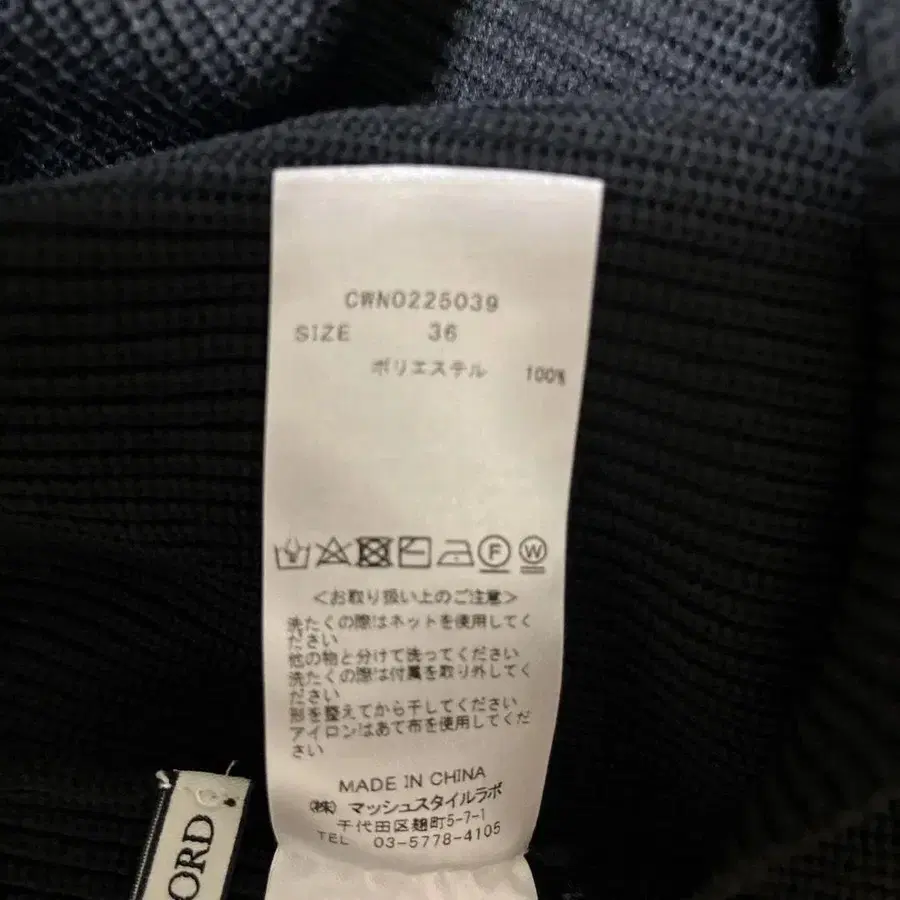 CWNO225039
SIZE 36
ポリエステル 100%
F W
<お取り扱い上のご注意>
洗たくの際はネットを使用してく
ださい
他の物と分けて洗ってください
洗たくの際は付属を取り外してく
ださい
形を整えてから干してください
アイロンはあて布を使用してくだ
さい
MADE IN CHINA
(株) マッシュスタイルラボ
千代田区麹町5-7-1
TEL 03-5778-4105
ORD